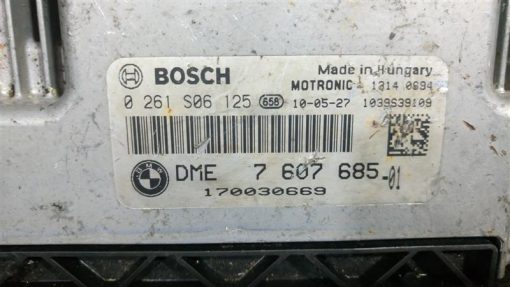 BOSCH
Made in Hungary
MOTRONIC 1314 0694
0 261 S06 125 658 10-05-27 1039S39109
BMW DME 7 607 685-01
170030669